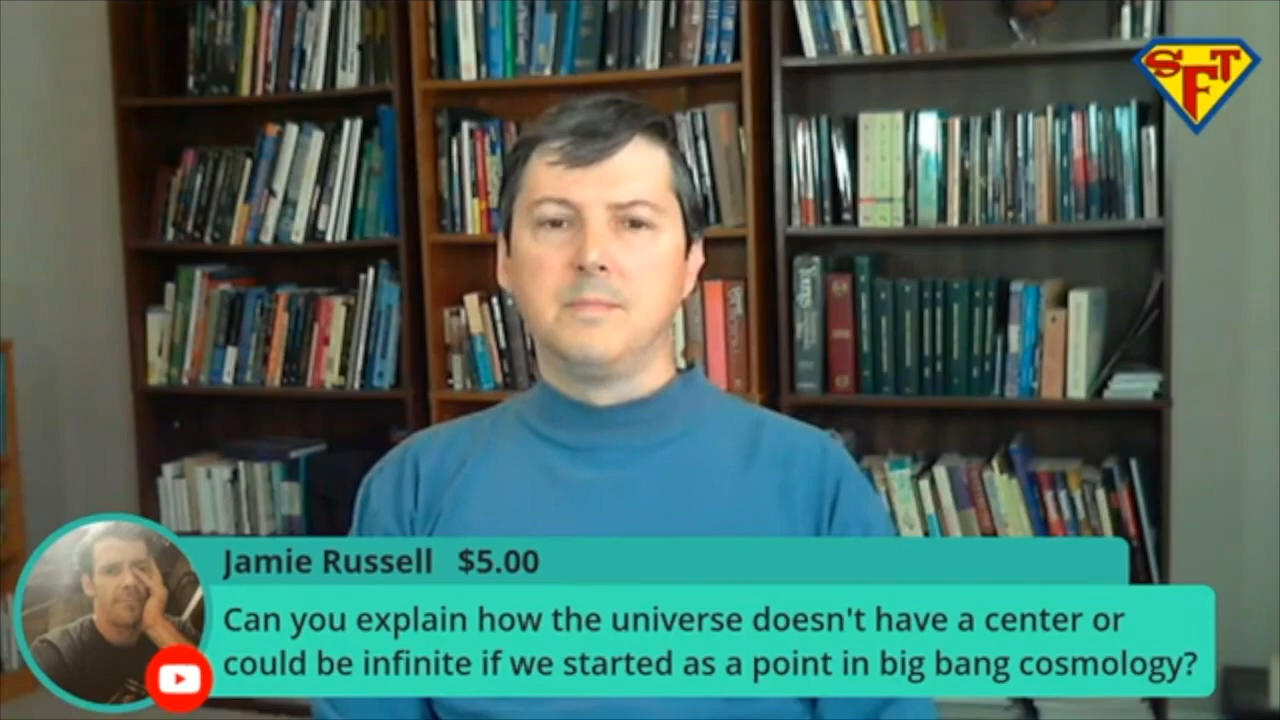 SFT
Jamie Russell $5.00
Can you explain how the universe doesn't have a center or
could be infinite if we started as a point in big bang cosmology?